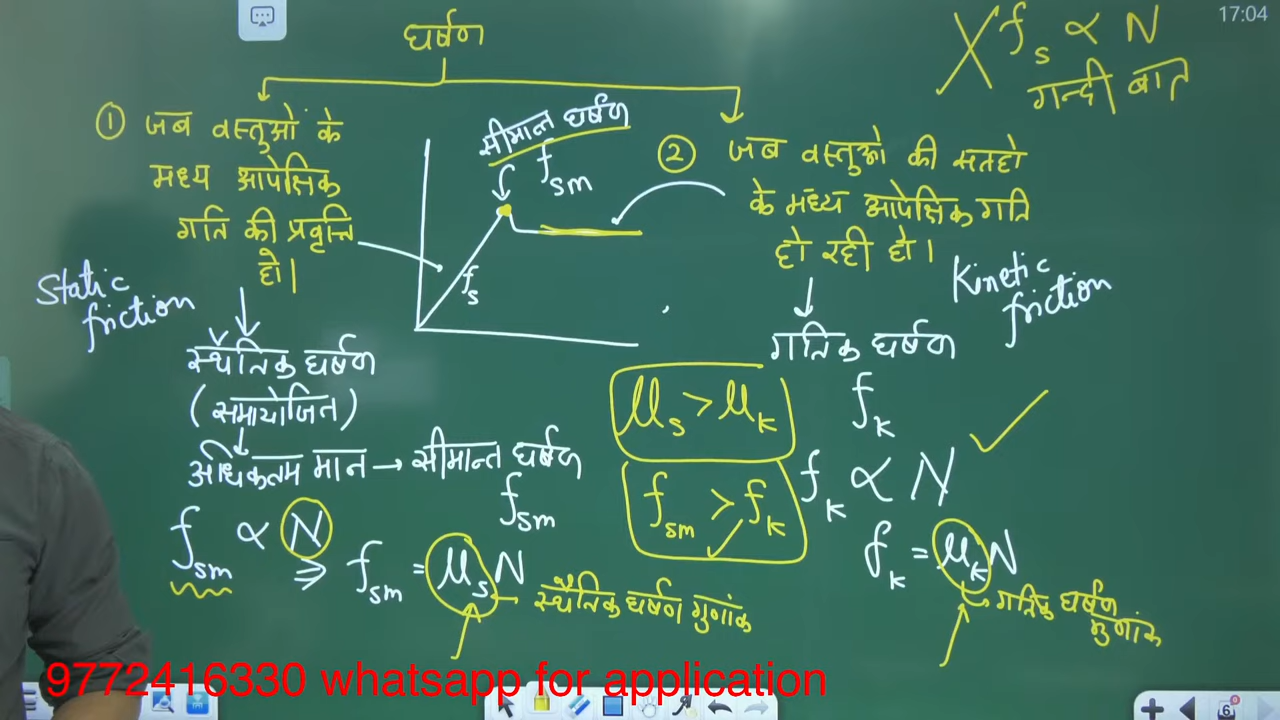 17:04
घर्षण
X fs ∝ N
गन्दी बात
① जब वस्तुओं के
मध्य आपेक्षिक
गति की प्रवृत्ति
हो।
सीमान्त घर्षण
fsm
fs
② जब वस्तुओ की सतहो
के मध्य आपेक्षिक गति
हो रही हो।
Static
friction
स्थैतिक घर्षण
(समायोजित)
अधिकतम मान → सीमान्त घर्षण
fsm
fsm ∝ N
⇒ fsm = μsN
स्थैतिक घर्षण गुणांक
μs > μk
fsm > fk
Kinetic
friction
गतिक घर्षण
fk
fk ∝ N
fk = μkN
गतिक घर्षण
गुणांक
9772416330 whatsapp for application
6